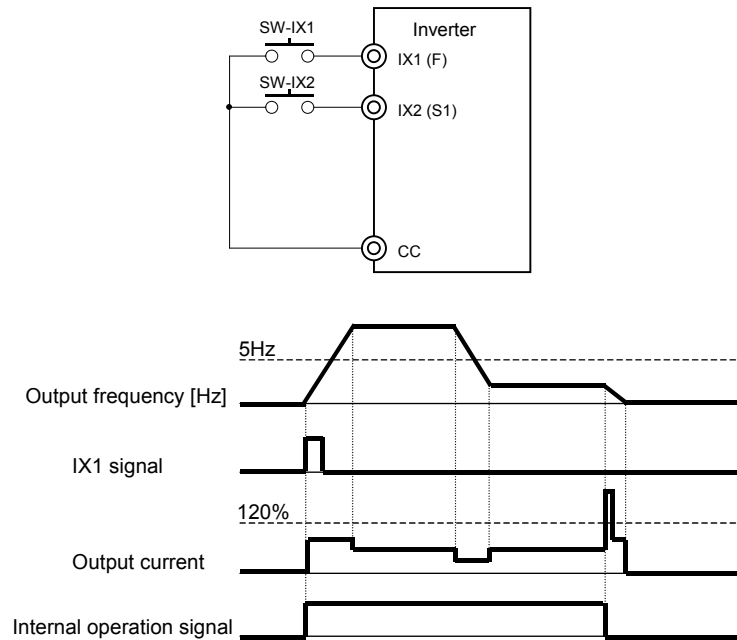 SW-IX1
Inverter
IX1 (F)
SW-IX2
IX2 (S1)
CC
5Hz
Output frequency [Hz]
IX1 signal
120%
Output current
Internal operation signal